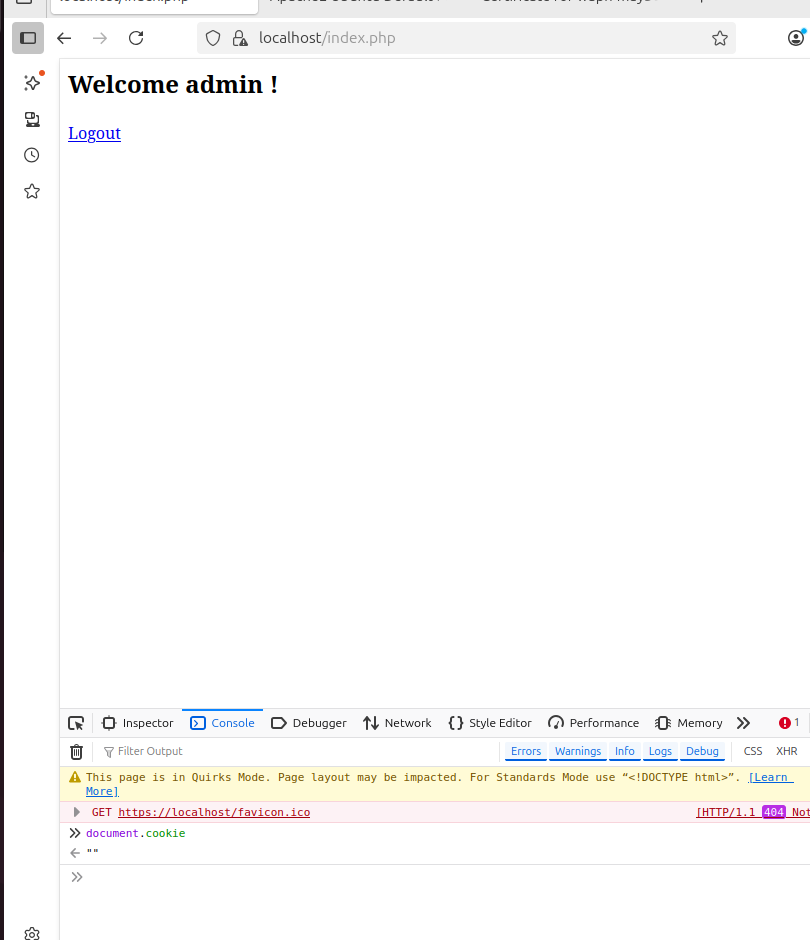 localhost/index.php
Welcome admin !
Logout
Inspector Console Debugger Network Style Editor Performance Memory 1
Filter Output Errors Warnings Info Logs Debug CSS XHR
This page is in Quirks Mode. Page layout may be impacted. For Standards Mode use “<!DOCTYPE html>”. [Learn
More]
GET https://localhost/favicon.ico [HTTP/1.1 404 Not
document.cookie
""